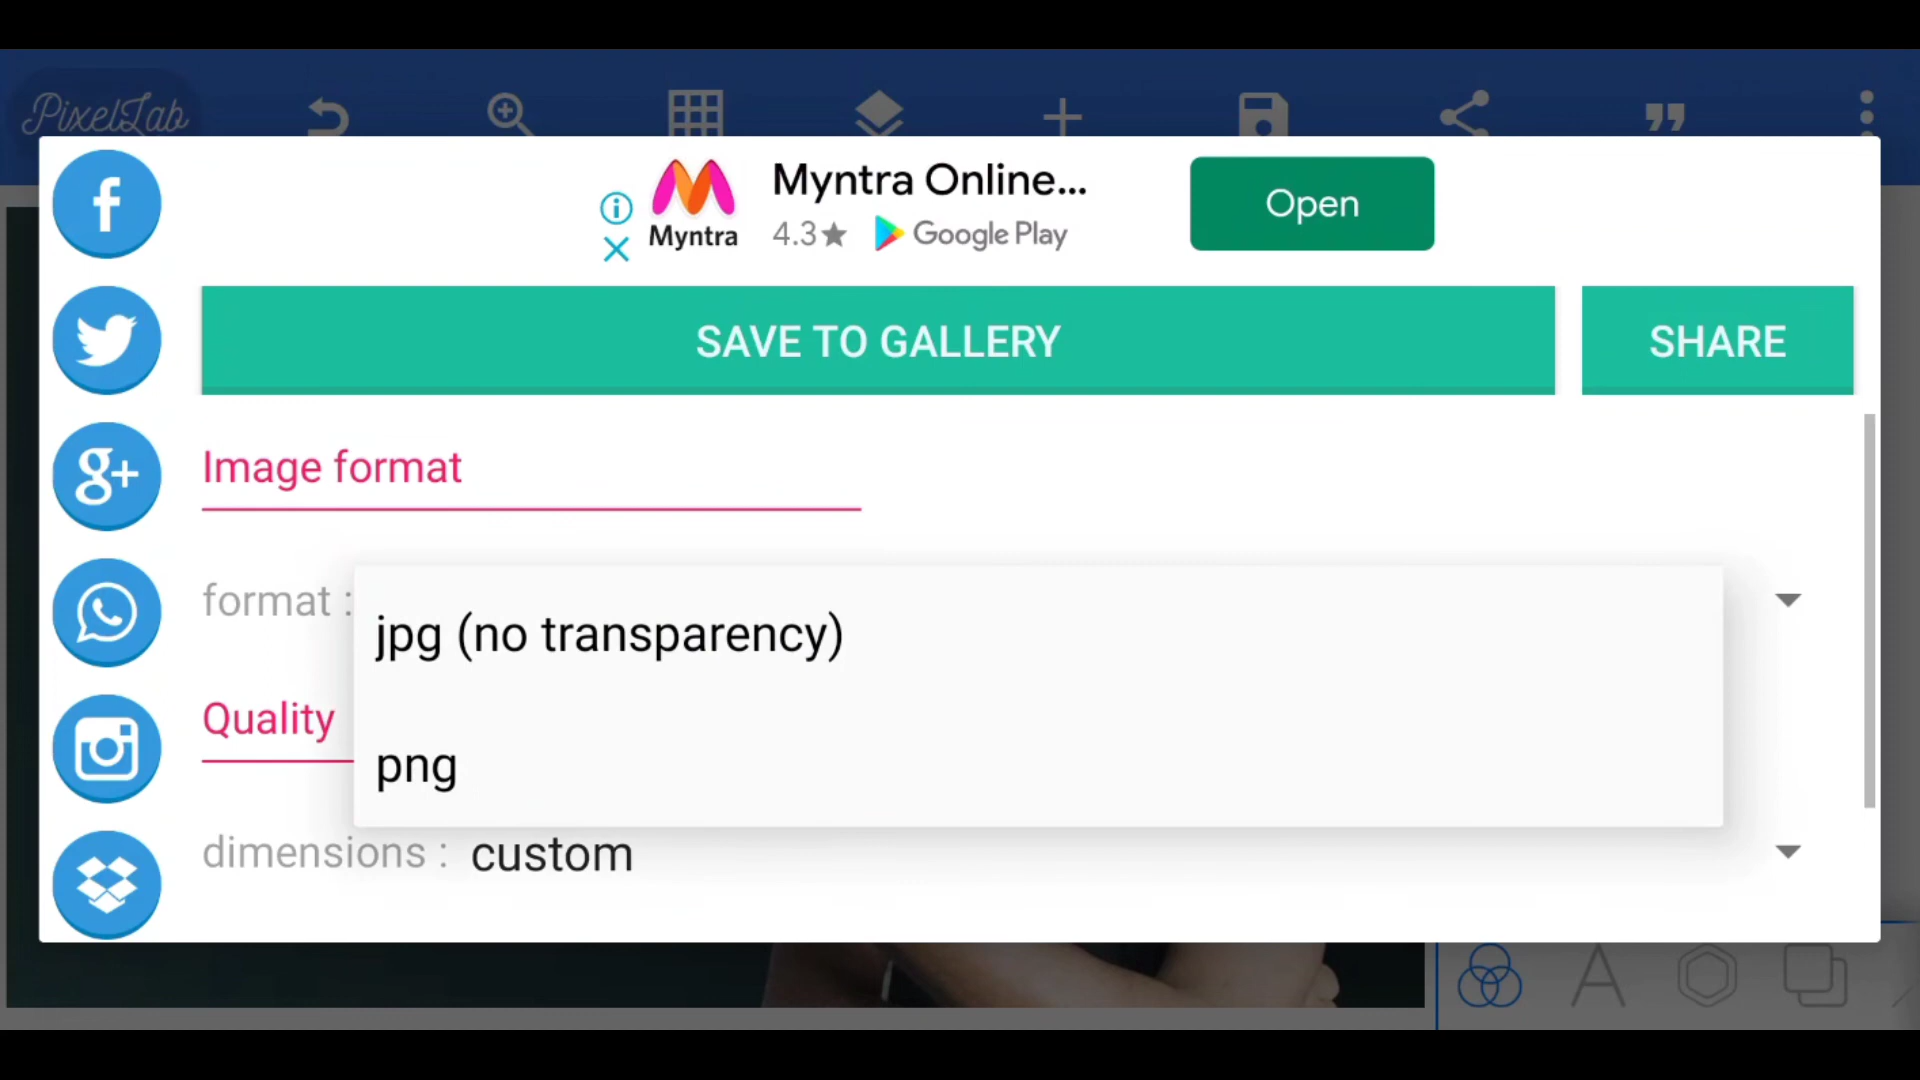 PixelLab
Myntra Online...
Myntra
4.3★ Google Play
Open
SAVE TO GALLERY
SHARE
Image format
format :
jpg (no transparency)
Quality
png
dimensions : custom